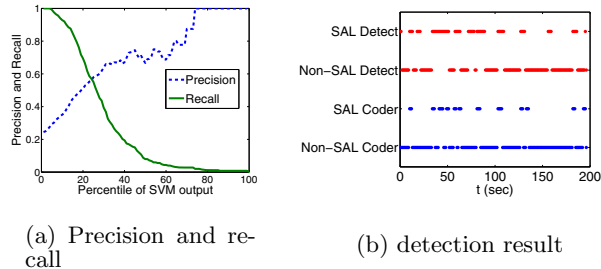 1
0.8
0.6
0.4
0.2
0
0 20 40 60 80 100
Precision and Recall
Percentile of SVM output
Precision
Recall
(a) Precision and re-
call
SAL Detect
Non−SAL Detect
SAL Coder
Non−SAL Coder
0 50 100 150 200
t (sec)
(b) detection result